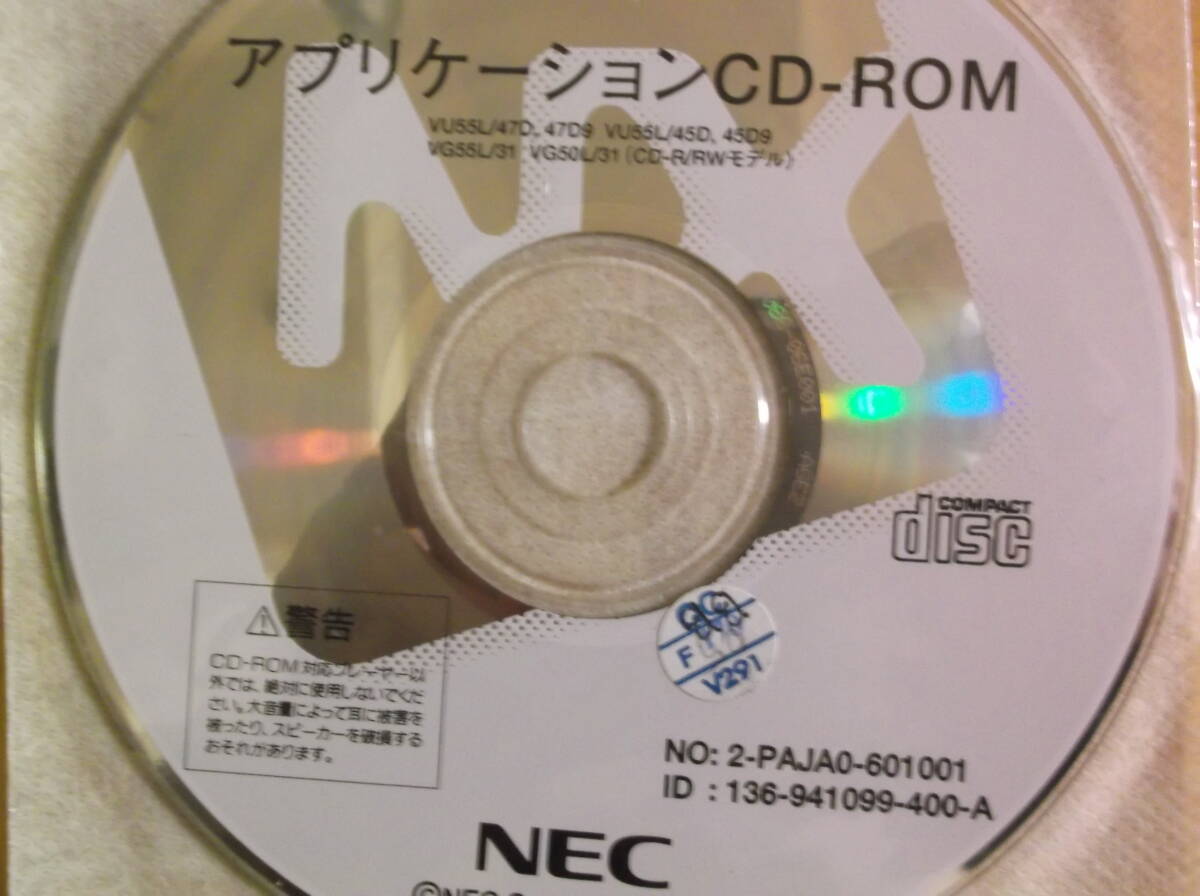 アプリケーションCD-ROM
VU55L/47D, 47D9 VU55L/45D, 45D9
VG55L/31 VG50L/31 (CD-R/RWモデル)
NX
COMPACT
disc
⚠ 警告
CD-ROM対応プレーヤー以
外では、絶対に使用しないでくだ
さい。大音量によって耳に被害を
被ったり、スピーカーを破損する
おそれがあります。
F
V291
NO: 2-PAJA0-601001
ID : 136-941099-400-A
NEC
©NEC